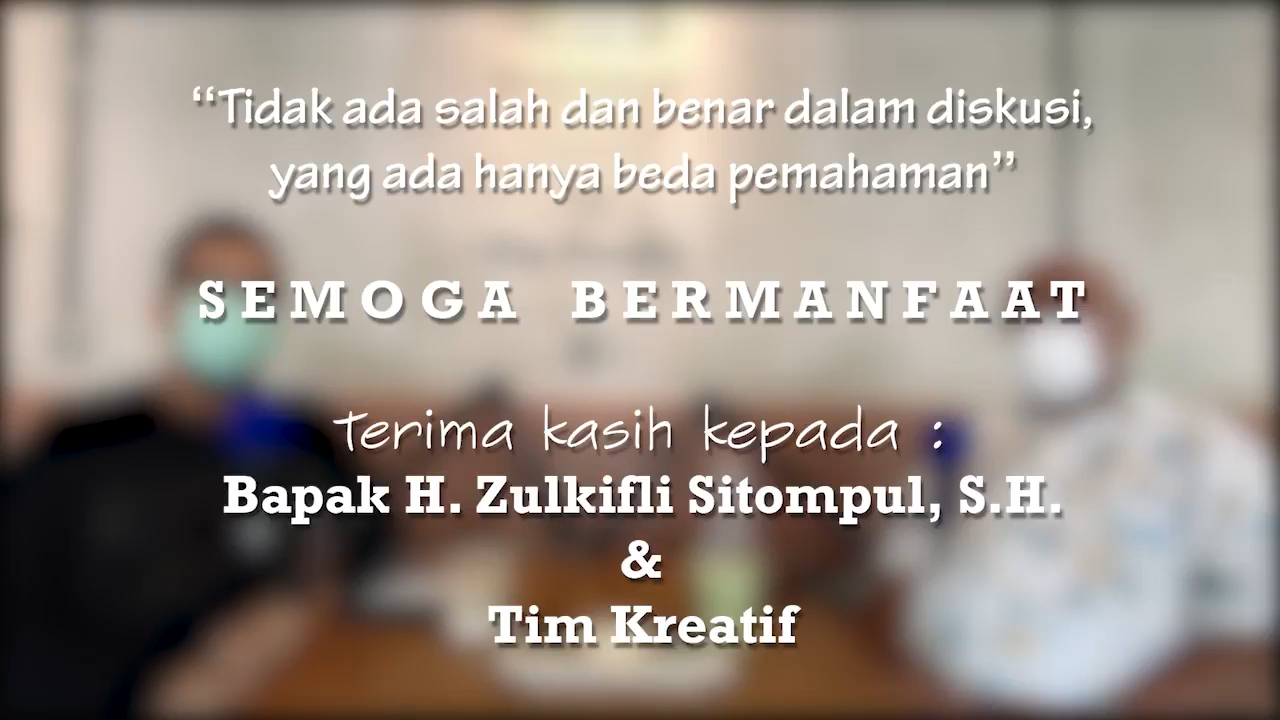 “Tidak ada salah dan benar dalam diskusi,
yang ada hanya beda pemahaman”
SEMOGA BERMANFAAT
terima kasih kepada :
Bapak H. Zulkifli Sitompul, S.H.
&
Tim Kreatif